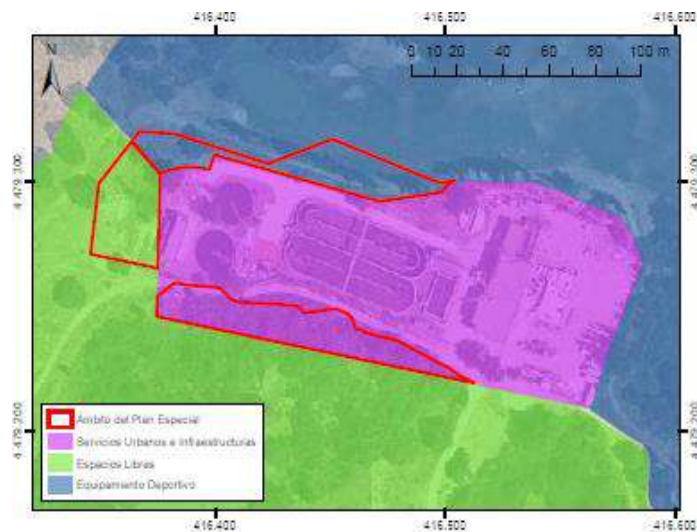 416.400 416.500 416.600
N
0 10 20 40 60 80 100 m
4.479.300 4.479.300
4.479.200 4.479.200
Ámbito del Plan Especial
Servicios Urbanos e Infraestructuras
Espacios Libres
Equipamiento Deportivo
416.400 416.500 416.600